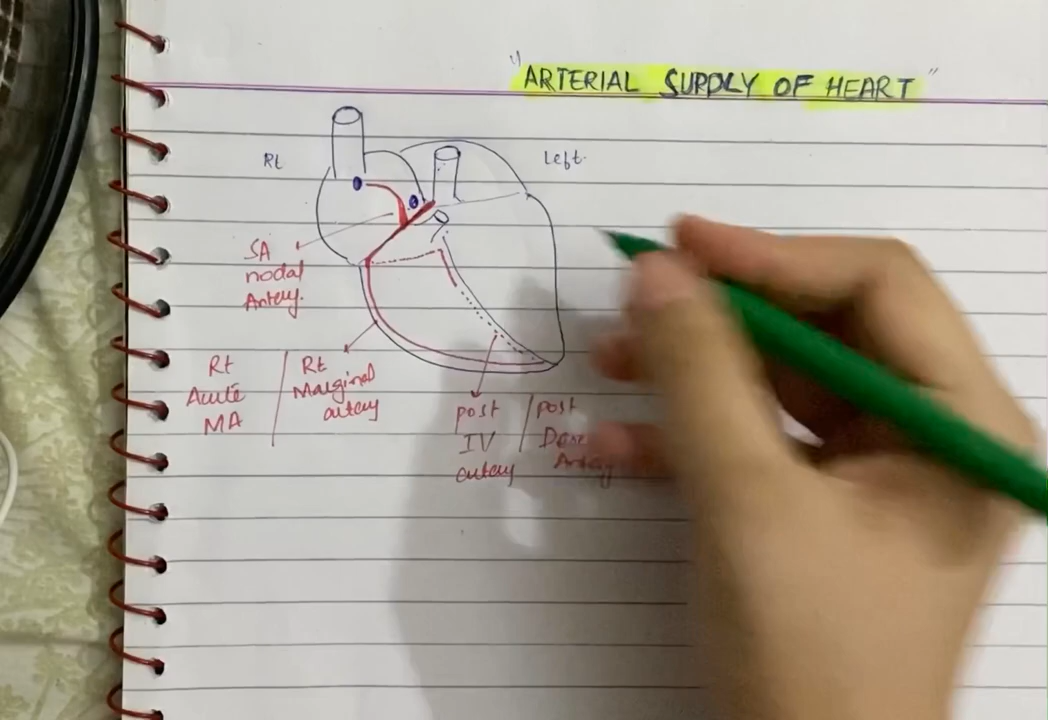 "ARTERIAL SUPPLY OF HEART"
Rt
Left.
SA
nodal
Artery.
Rt
Acute
MA
Rt
Marginal
artery
post
IV
artery
post